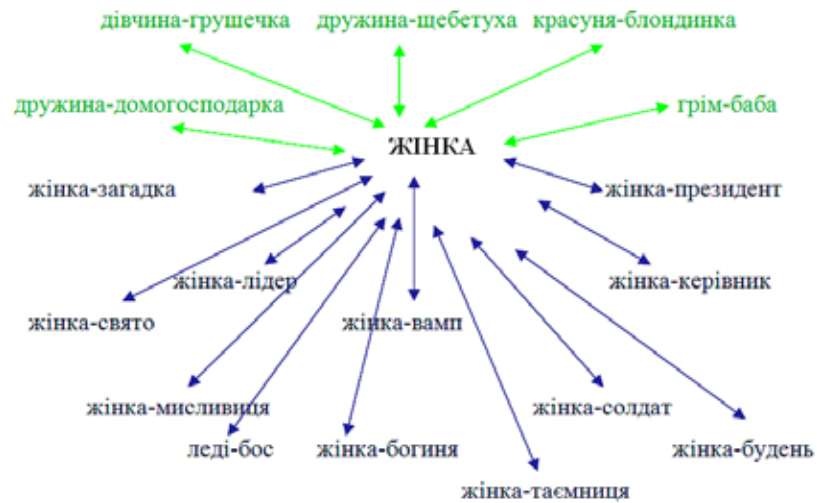 дівчина-грушечка дружина-щебетуха красуня-блондинка
дружина-домогосподарка грім-баба
ЖІНКА
жінка-загадка жінка-президент
жінка-лідер жінка-керівник
жінка-свято жінка-вамп
жінка-мисливиця жінка-солдат
леді-бос жінка-богиня жінка-будень
жінка-таємниця